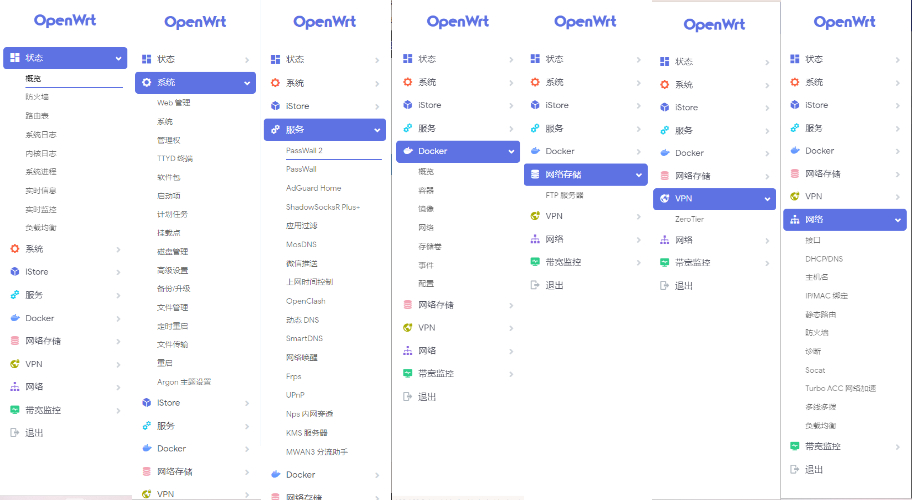 OpenWrt
状态
概览
防火墙
路由表
系统日志
内核日志
系统进程
实时信息
实时监控
负载均衡
系统
iStore
服务
Docker
网络存储
VPN
网络
带宽监控
退出
OpenWrt
状态
系统
Web 管理
系统
管理权
TTYD 终端
软件包
启动项
计划任务
挂载点
磁盘管理
高级设置
备份/升级
文件管理
定时重启
文件传输
重启
Argon 主题设置
iStore
服务
Docker
网络存储
VPN
OpenWrt
状态
系统
iStore
服务
PassWall 2
PassWall
AdGuard Home
ShadowSocksR Plus+
应用过滤
MosDNS
微信推送
上网时间控制
OpenClash
动态 DNS
SmartDNS
网络唤醒
Frps
UPnP
Nps 内网穿透
KMS 服务器
MWAN3 分流助手
Docker
网络存储
OpenWrt
状态
系统
iStore
服务
Docker
概览
容器
镜像
网络
存储卷
事件
配置
网络存储
VPN
网络
带宽监控
退出
OpenWrt
状态
系统
iStore
服务
Docker
网络存储
FTP 服务器
VPN
网络
带宽监控
退出
OpenWrt
状态
系统
iStore
服务
Docker
网络存储
VPN
ZeroTier
网络
带宽监控
退出
OpenWrt
状态
系统
iStore
服务
Docker
网络存储
VPN
网络
接口
DHCP/DNS
主机名
IP/MAC 绑定
静态路由
防火墙
诊断
Socat
Turbo ACC 网络加速
多线多拨
负载均衡
带宽监控
退出